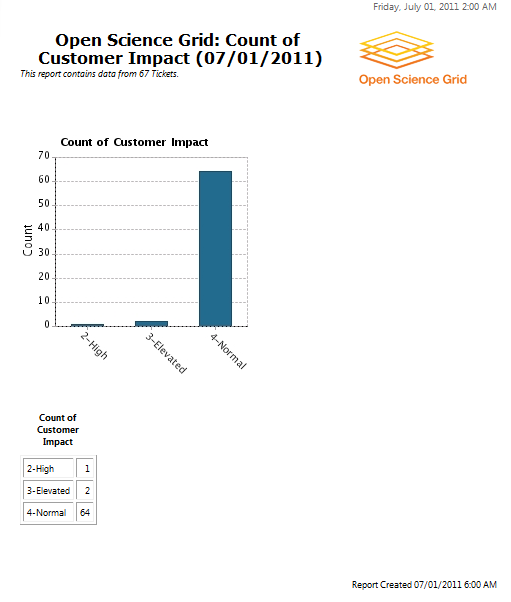 Friday, July 01, 2011 2:00 AM
Open Science Grid: Count of
Customer Impact (07/01/2011)
This report contains data from 67 Tickets.
Open Science Grid
Count of Customer Impact
70
60
50
40
30
20
10
0
Count
2-High
3-Elevated
4-Normal
Count of
Customer
Impact
2-High 1
3-Elevated 2
4-Normal 64
Report Created 07/01/2011 6:00 AM